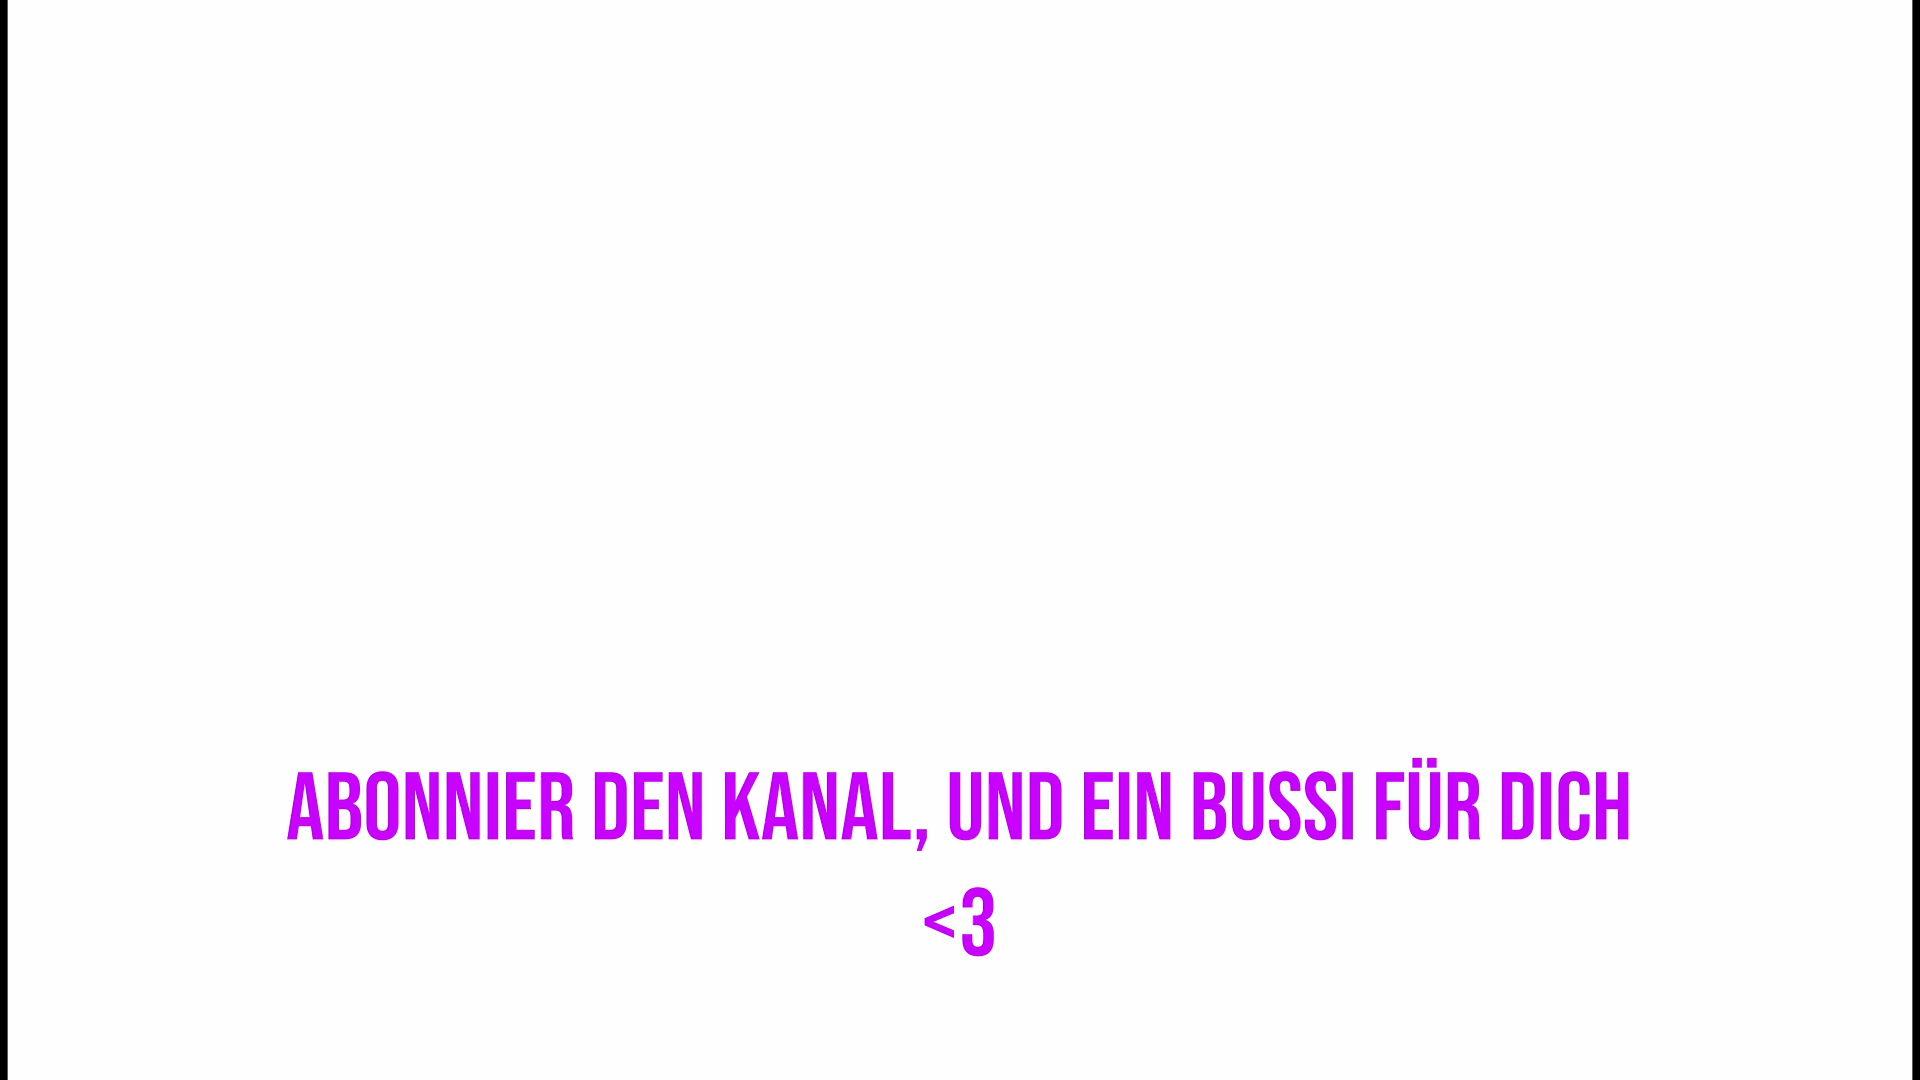 ABONNIER DEN KANAL, UND EIN BUSSI FÜR DICH
<3